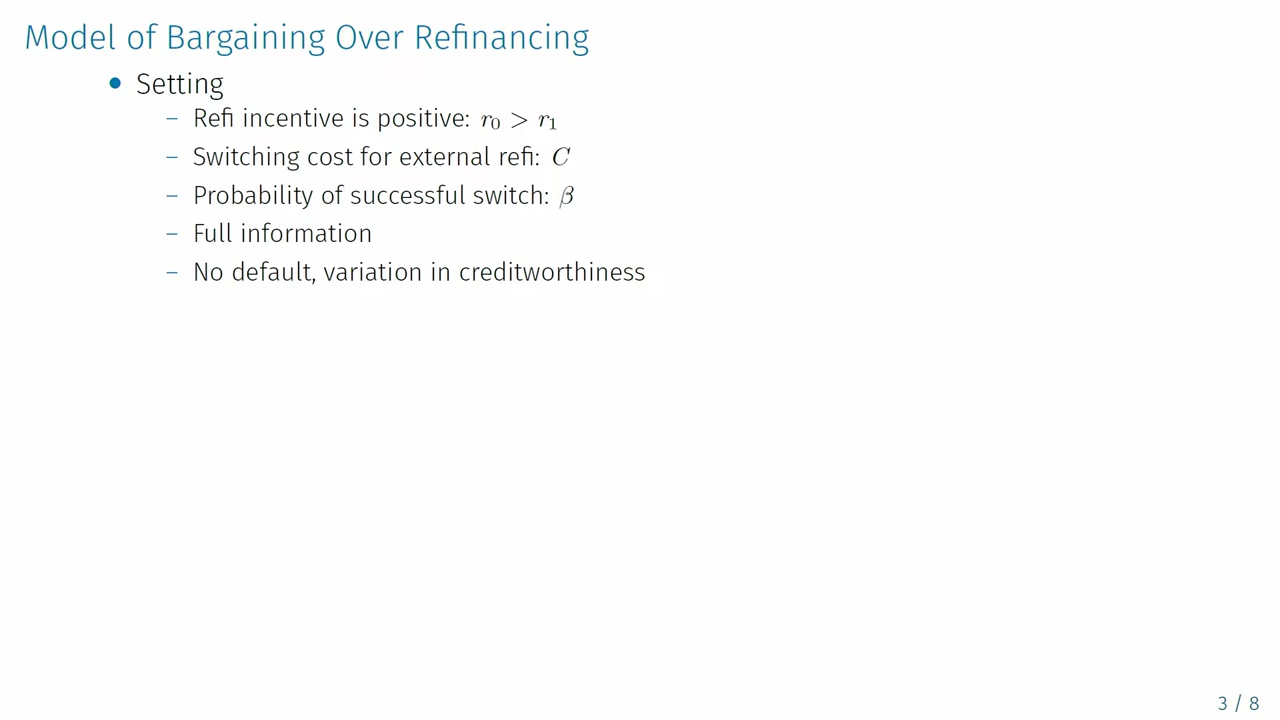 Model of Bargaining Over Refinancing
• Setting
– Refi incentive is positive: r₀ > r₁
– Switching cost for external refi: C
– Probability of successful switch: β
– Full information
– No default, variation in creditworthiness
3 / 8